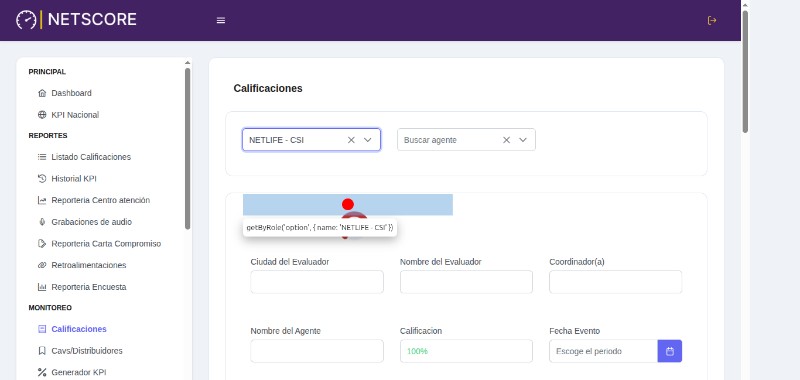 NETSCORE
PRINCIPAL
Dashboard
KPI Nacional
REPORTES
Listado Calificaciones
Historial KPI
Reporteria Centro atención
Grabaciones de audio
Reporteria Carta Compromiso
Retroalimentaciones
Reporteria Encuesta
MONITOREO
Calificaciones
Cavs/Distribuidores
Generador KPI
Calificaciones
NETLIFE - CSI
Buscar agente
getByRole('option', { name: 'NETLIFE - CSI' })
Ciudad del Evaluador
Nombre del Evaluador
Coordinador(a)
Nombre del Agente
Calificacion
Fecha Evento
100%
Escoge el periodo